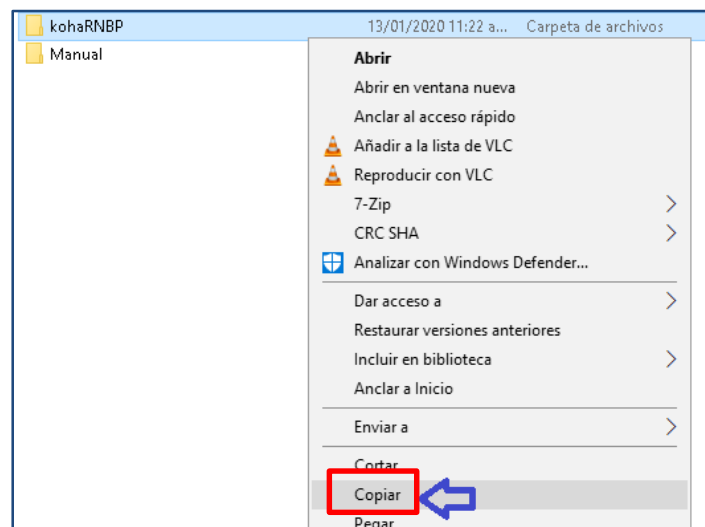 kohaRNBP 13/01/2020 11:22 a... Carpeta de archivos
Manual
Abrir
Abrir en ventana nueva
Anclar al acceso rápido
Añadir a la lista de VLC
Reproducir con VLC
7-Zip
CRC SHA
Analizar con Windows Defender...
Dar acceso a
Restaurar versiones anteriores
Incluir en biblioteca
Anclar a Inicio
Enviar a
Cortar
Copiar
Pegar